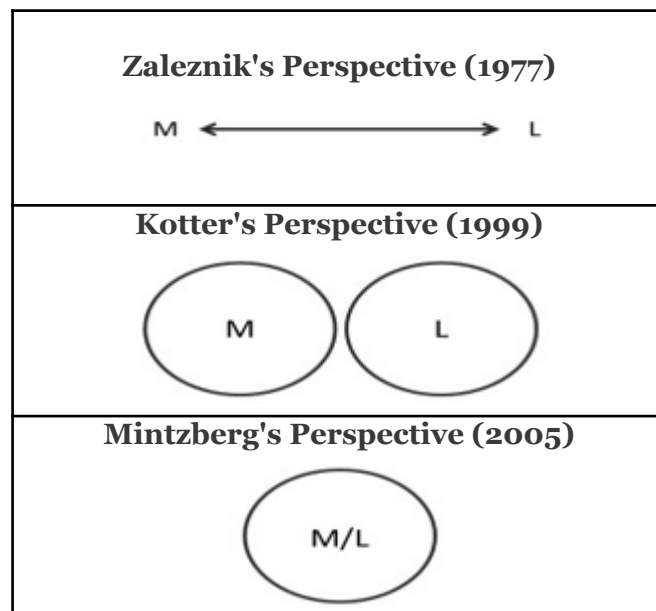 Zaleznik's Perspective (1977)
M L
Kotter's Perspective (1999)
M L
Mintzberg's Perspective (2005)
M/L